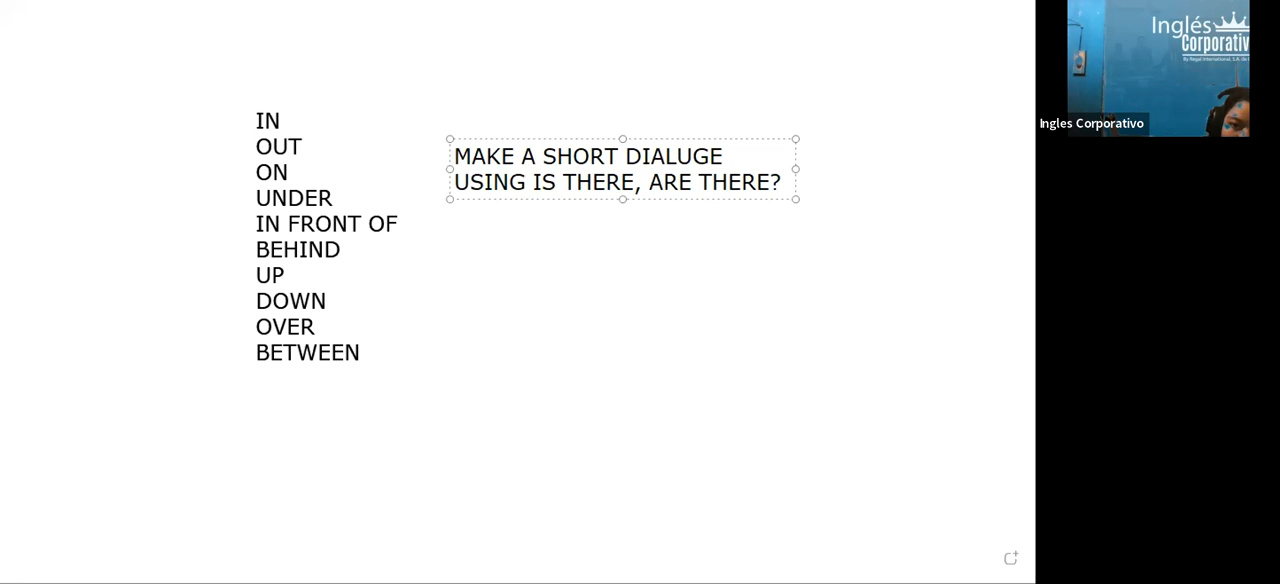 IN
OUT
ON
UNDER
IN FRONT OF
BEHIND
UP
DOWN
OVER
BETWEEN
MAKE A SHORT DIALUGE
USING IS THERE, ARE THERE?
Inglés
Corporativ
Ingles Corporativo